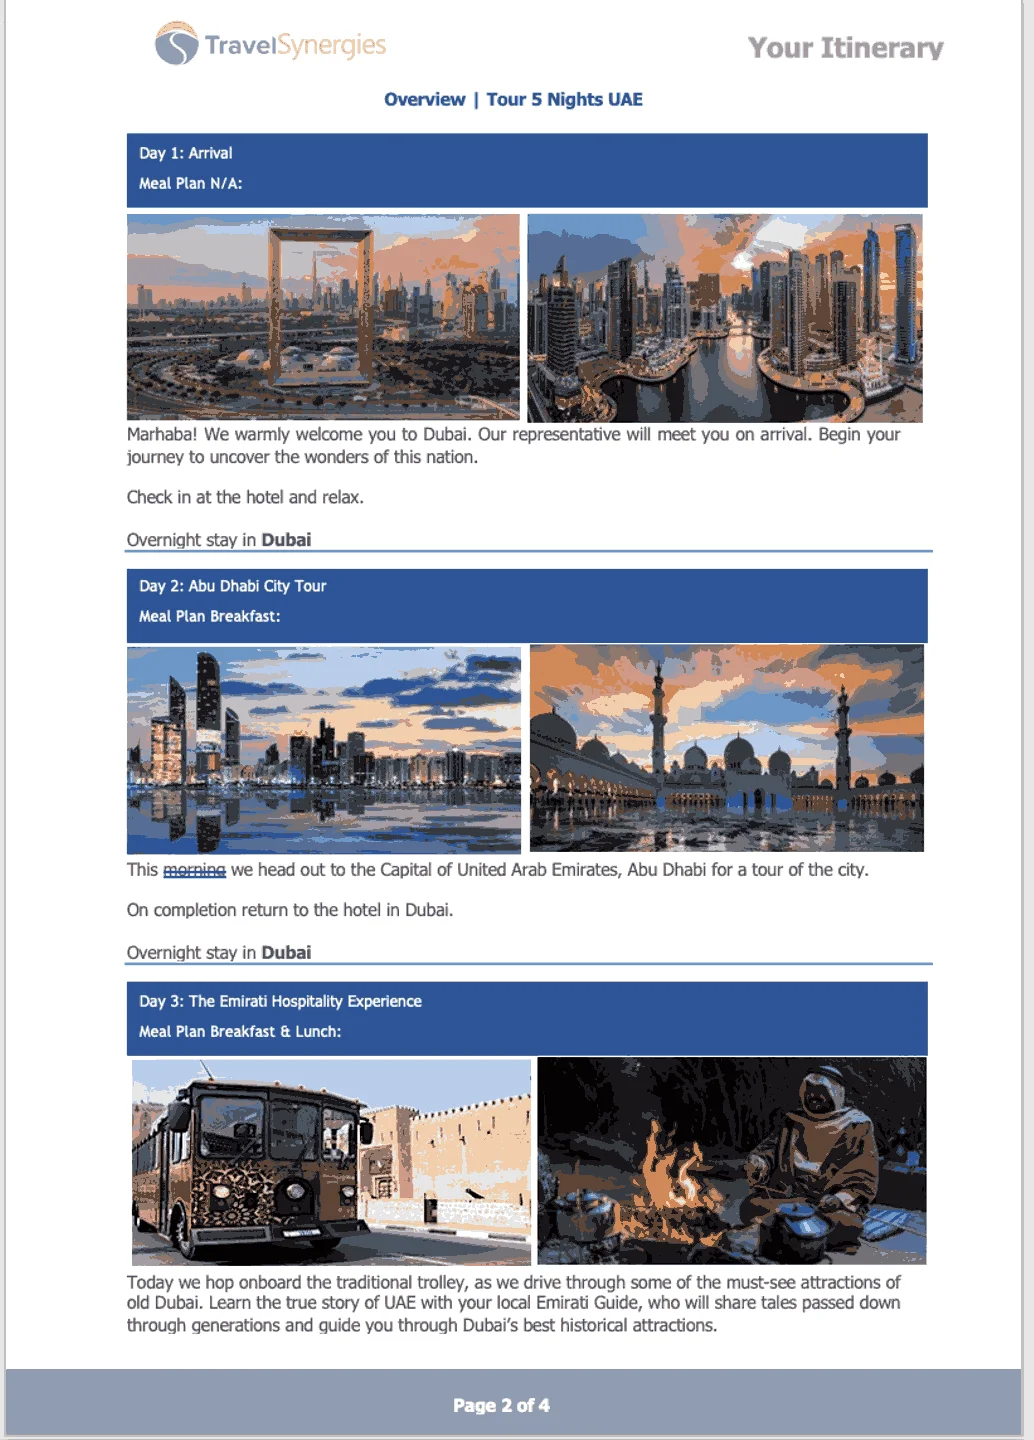 TravelSynergies
Your Itinerary
Overview | Tour 5 Nights UAE
Day 1: Arrival
Meal Plan N/A:
Marhaba! We warmly welcome you to Dubai. Our representative will meet you on arrival. Begin your
journey to uncover the wonders of this nation.
Check in at the hotel and relax.
Overnight stay in Dubai
Day 2: Abu Dhabi City Tour
Meal Plan Breakfast:
This morning we head out to the Capital of United Arab Emirates, Abu Dhabi for a tour of the city.
On completion return to the hotel in Dubai.
Overnight stay in Dubai
Day 3: The Emirati Hospitality Experience
Meal Plan Breakfast & Lunch:
Today we hop onboard the traditional trolley, as we drive through some of the must-see attractions of
old Dubai. Learn the true story of UAE with your local Emirati Guide, who will share tales passed down
through generations and guide you through Dubai's best historical attractions.
Page 2 of 4